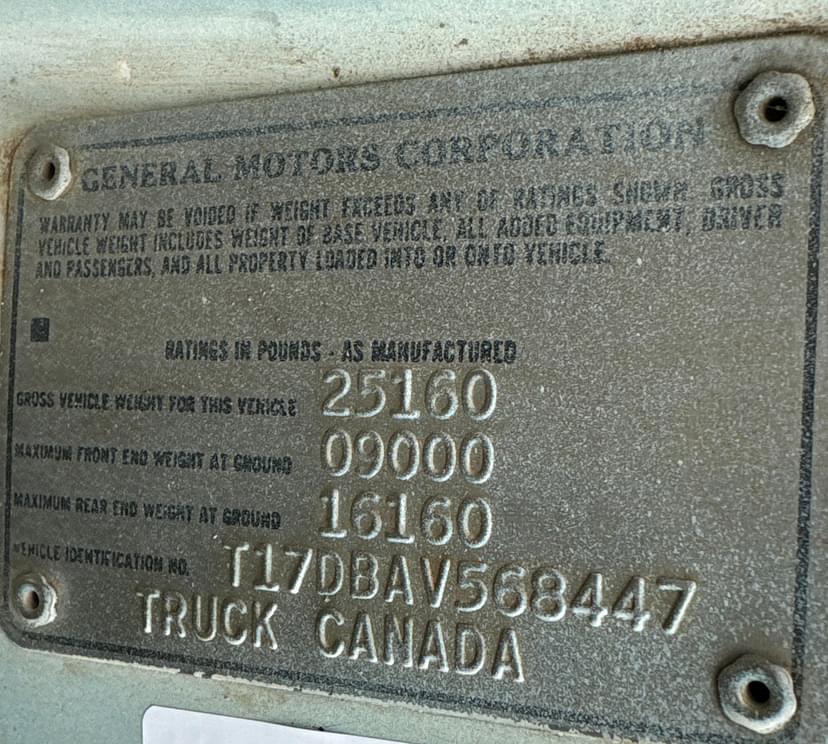 GENERAL MOTORS CORPORATION
WARRANTY MAY BE VOIDED IF WEIGHT EXCEEDS ANY OF RATINGS SHOWN. GROSS
VEHICLE WEIGHT INCLUDES WEIGHT OF BASE VEHICLE, ALL ADDED EQUIPMENT, DRIVER
AND PASSENGERS, AND ALL PROPERTY LOADED INTO OR ONTO VEHICLE.
RATINGS IN POUNDS - AS MANUFACTURED
GROSS VEHICLE WEIGHT FOR THIS VEHICLE 25160
MAXIMUM FRONT END WEIGHT AT GROUND 09000
MAXIMUM REAR END WEIGHT AT GROUND 16160
VEHICLE IDENTIFICATION NO. T17DBAV568447
TRUCK CANADA